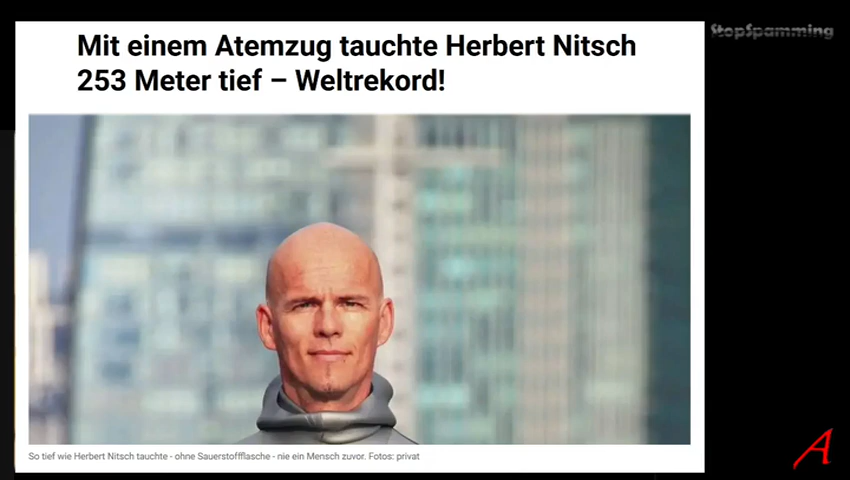 Mit einem Atemzug tauchte Herbert Nitsch
253 Meter tief – Weltrekord!
StopSpamming
So tief wie Herbert Nitsch tauchte - ohne Sauerstoffflasche - nie ein Mensch zuvor. Fotos: privat
A